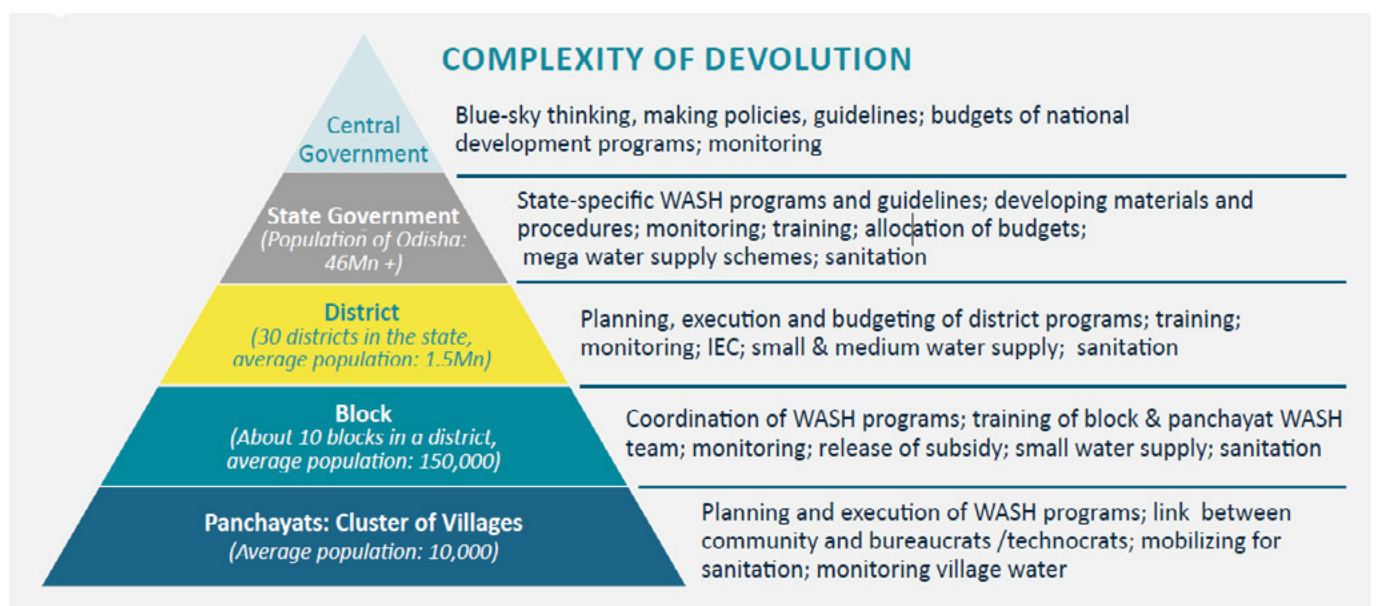 COMPLEXITY OF DEVOLUTION
Central
Government
Blue-sky thinking, making policies, guidelines; budgets of national
development programs; monitoring
State Government
(Population of Odisha:
46Mn +)
State-specific WASH programs and guidelines; developing materials and
procedures; monitoring; training; allocation of budgets;
mega water supply schemes; sanitation
District
(30 districts in the state,
average population: 1.5Mn)
Planning, execution and budgeting of district programs; training;
monitoring; IEC; small & medium water supply; sanitation
Block
(About 10 blocks in a district,
average population: 150,000)
Coordination of WASH programs; training of block & panchayat WASH
team; monitoring; release of subsidy; small water supply; sanitation
Panchayats: Cluster of Villages
(Average population: 10,000)
Planning and execution of WASH programs; link between
community and bureaucrats /technocrats; mobilizing for
sanitation; monitoring village water